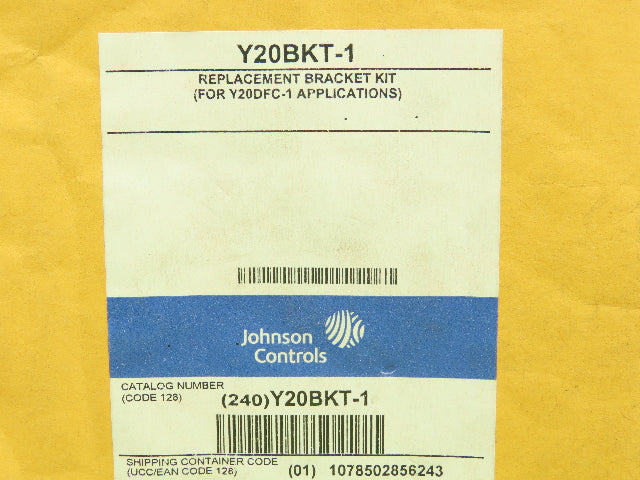 Y20BKT-1
REPLACEMENT BRACKET KIT
(FOR Y20DFC-1 APPLICATIONS)
Johnson
Controls
CATALOG NUMBER
(CODE 128)
(240)Y20BKT-1
SHIPPING CONTAINER CODE
(UCC/EAN CODE 128)
(01) 1078502856243